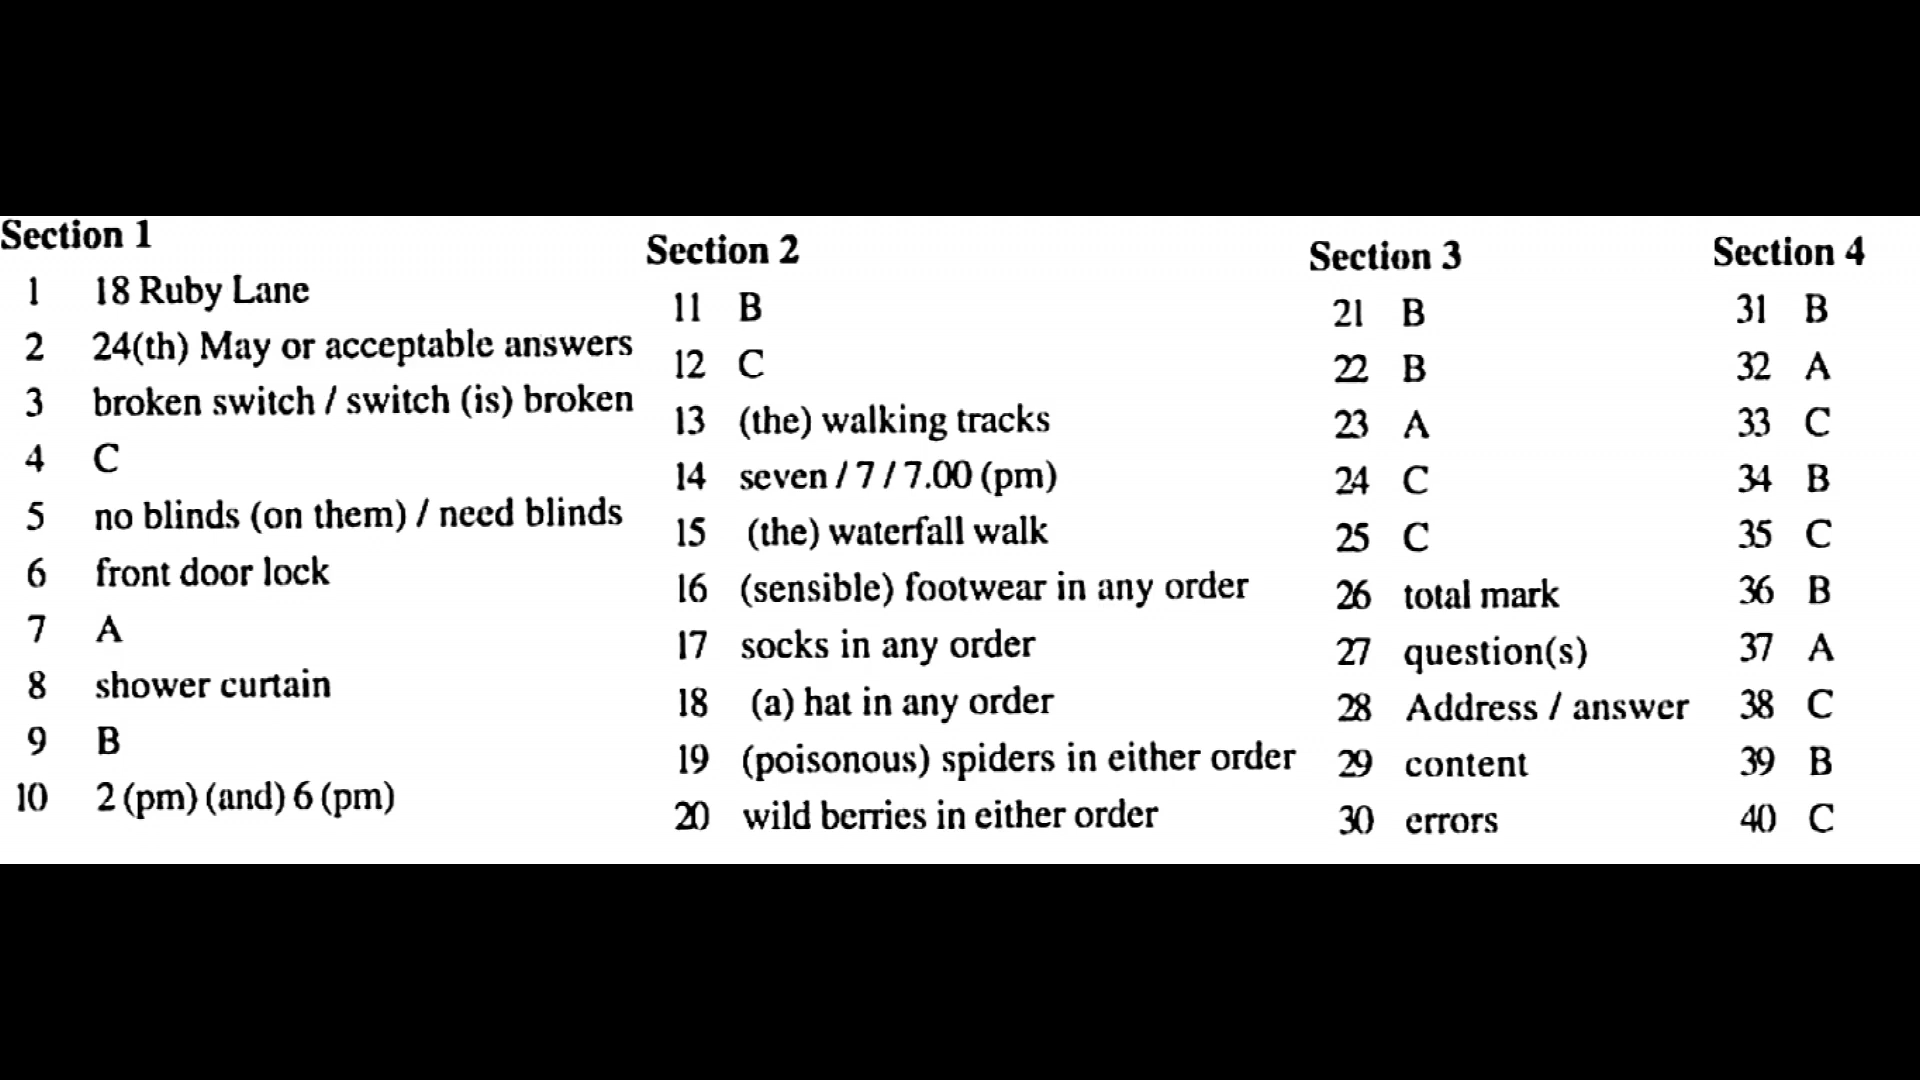 Section 1
1 18 Ruby Lane
2 24(th) May or acceptable answers
3 broken switch / switch (is) broken
4 C
5 no blinds (on them) / need blinds
6 front door lock
7 A
8 shower curtain
9 B
10 2 (pm) (and) 6 (pm)
Section 2
11 B
12 C
13 (the) walking tracks
14 seven / 7 / 7.00 (pm)
15 (the) waterfall walk
16 (sensible) footwear in any order
17 socks in any order
18 (a) hat in any order
19 (poisonous) spiders in either order
20 wild berries in either order
Section 3
21 B
22 B
23 A
24 C
25 C
26 total mark
27 question(s)
28 Address / answer
29 content
30 errors
Section 4
31 B
32 A
33 C
34 B
35 C
36 B
37 A
38 C
39 B
40 C